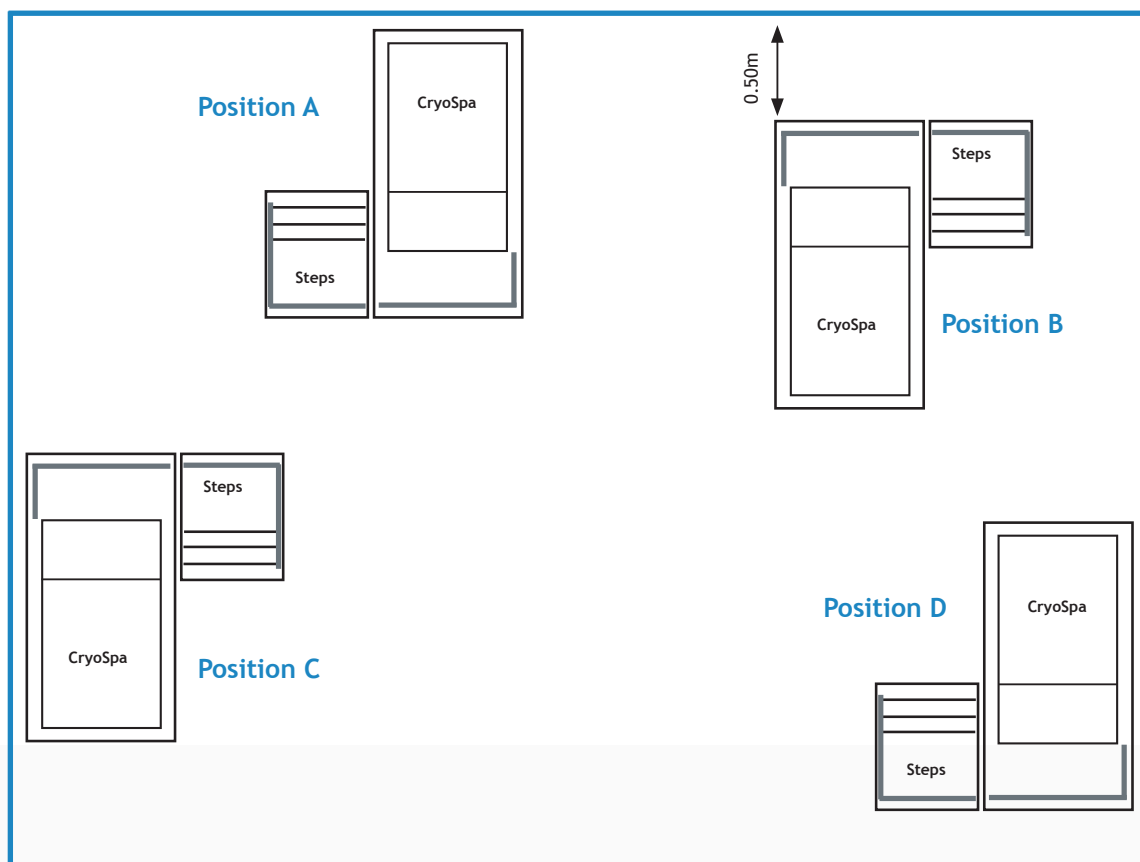 Position A
CryoSpa
Steps
0.50m
Steps
CryoSpa
Position B
Steps
CryoSpa
Position C
Position D
CryoSpa
Steps